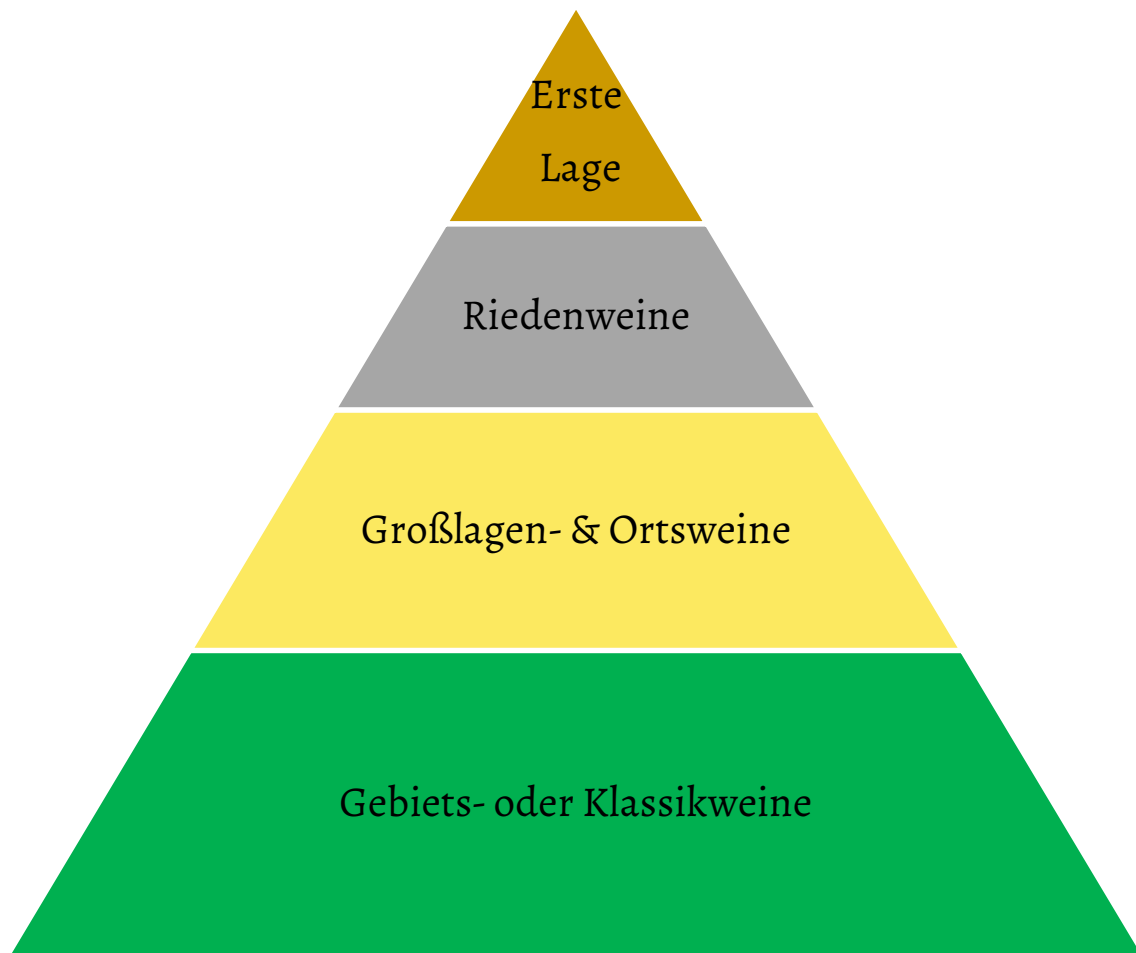 Erste
Lage
Riedenweine
Großlagen- & Ortsweine
Gebiets- oder Klassikweine